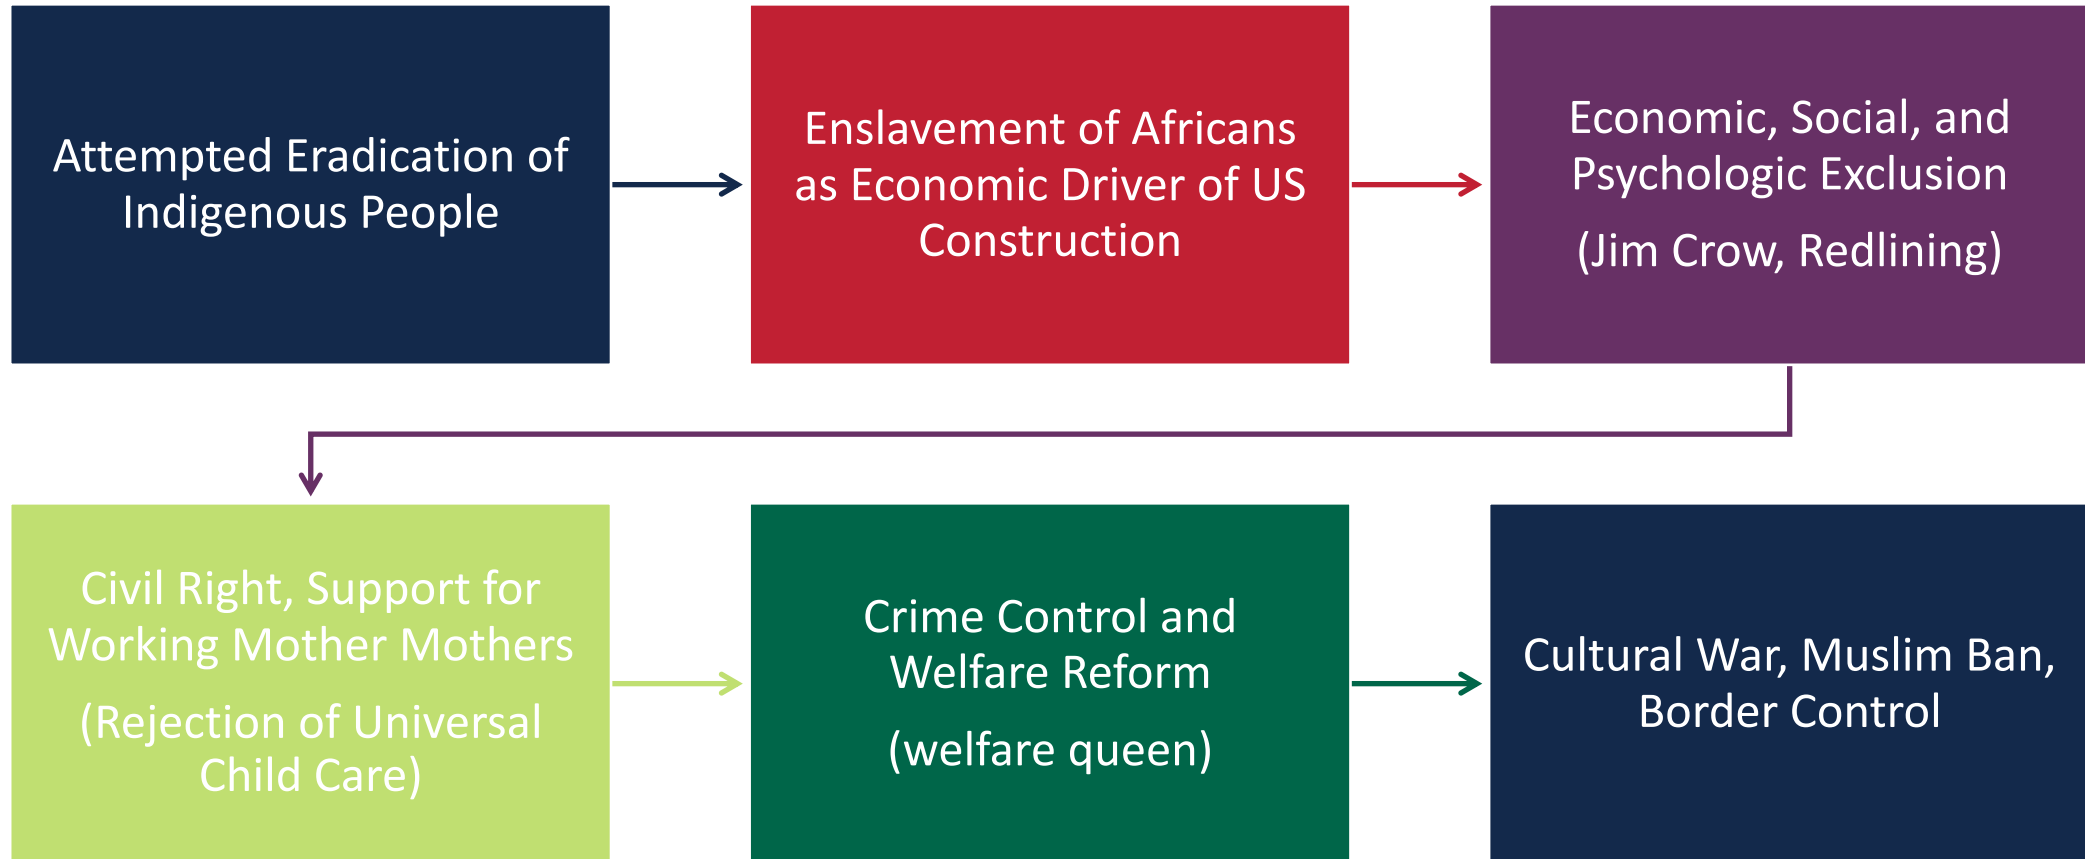 Attempted Eradication of
Indigenous People
Enslavement of Africans
as Economic Driver of US
Construction
Economic, Social, and
Psychologic Exclusion
(Jim Crow, Redlining)
Civil Right, Support for
Working Mother Mothers
(Rejection of Universal
Child Care)
Crime Control and
Welfare Reform
(welfare queen)
Cultural War, Muslim Ban,
Border Control